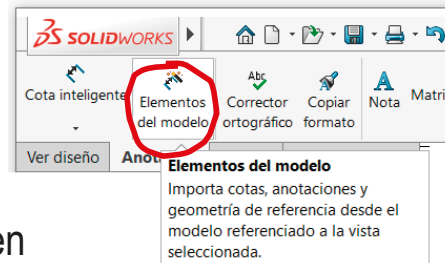 SOLIDWORKS
Cota inteligente
Elementos del modelo
Corrector ortográfico
Copiar formato
Nota
Matri
Ver diseño
Anot
Elementos del modelo
Importa cotas, anotaciones y
geometría de referencia desde el
modelo referenciado a la vista
seleccionada.
en